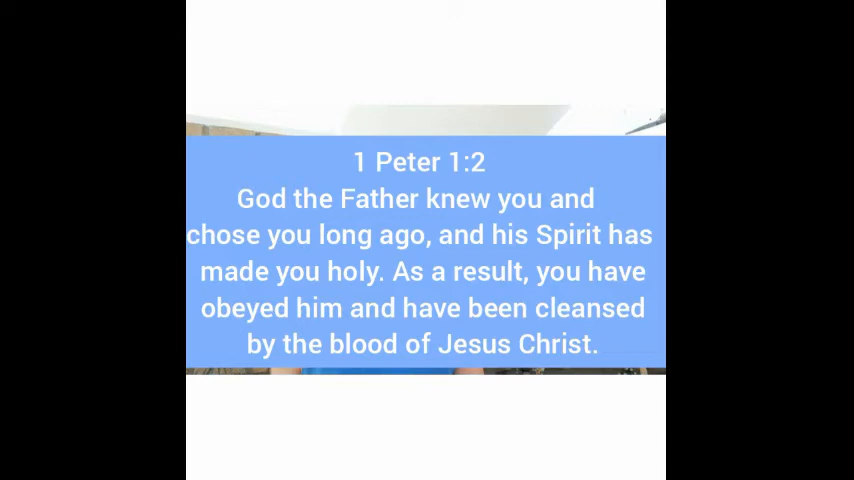 1 Peter 1:2
God the Father knew you and
chose you long ago, and his Spirit has
made you holy. As a result, you have
obeyed him and have been cleansed
by the blood of Jesus Christ.